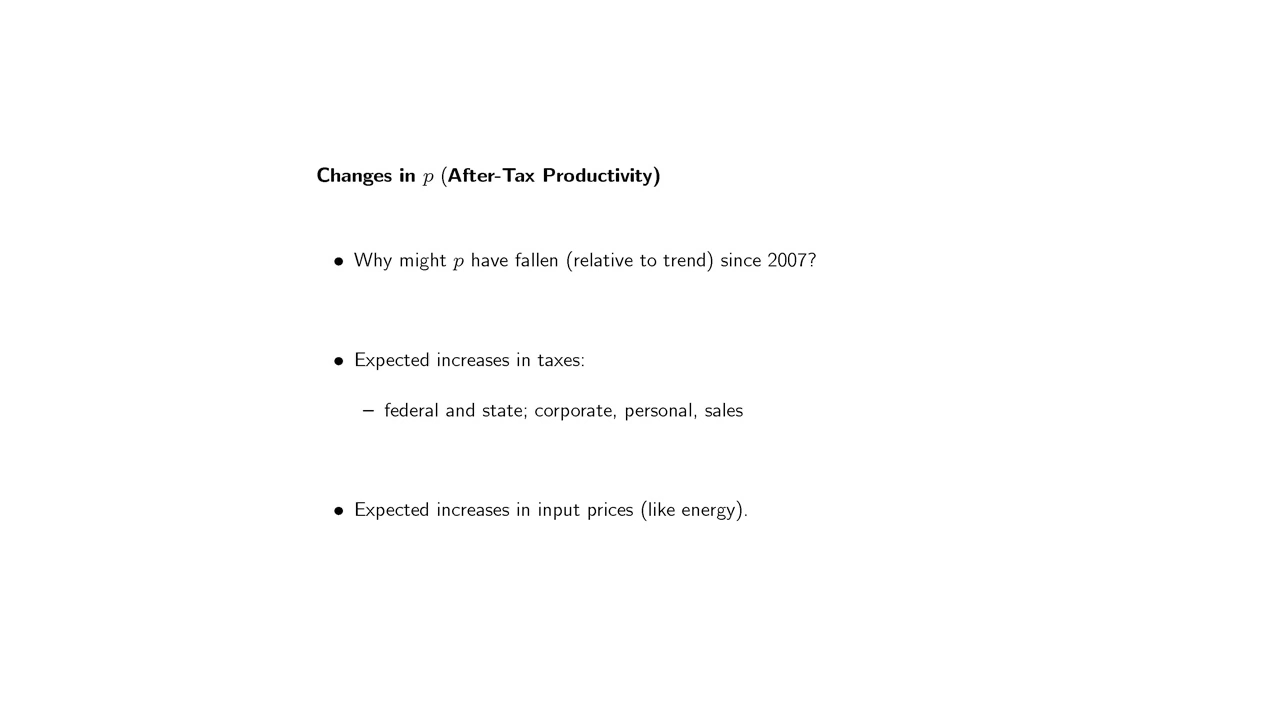 Changes in p (After-Tax Productivity)
• Why might p have fallen (relative to trend) since 2007?
• Expected increases in taxes:
– federal and state; corporate, personal, sales
• Expected increases in input prices (like energy).